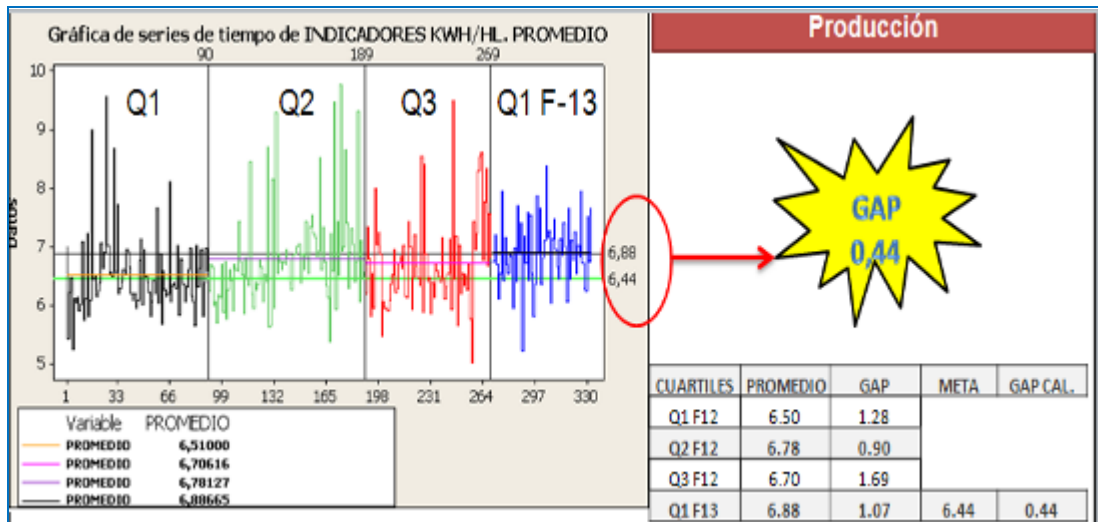 Gráfica de series de tiempo de INDICADORES KWH/HL. PROMEDIO
90 189 269
Q1 Q2 Q3 Q1 F-13
10
9
8
7
6
5
Datos
6,88
6,44
1 33 66 99 132 165 198 231 264 297 330
Variable PROMEDIO
PROMEDIO 6,51000
PROMEDIO 6,70616
PROMEDIO 6,78127
PROMEDIO 6,88665
Producción
GAP
0,44
CUARTILES PROMEDIO GAP META GAP CAL.
Q1 F12 6.50 1.28
Q2 F12 6.78 0.90
Q3 F12 6.70 1.69
Q1 F13 6.88 1.07 6.44 0.44